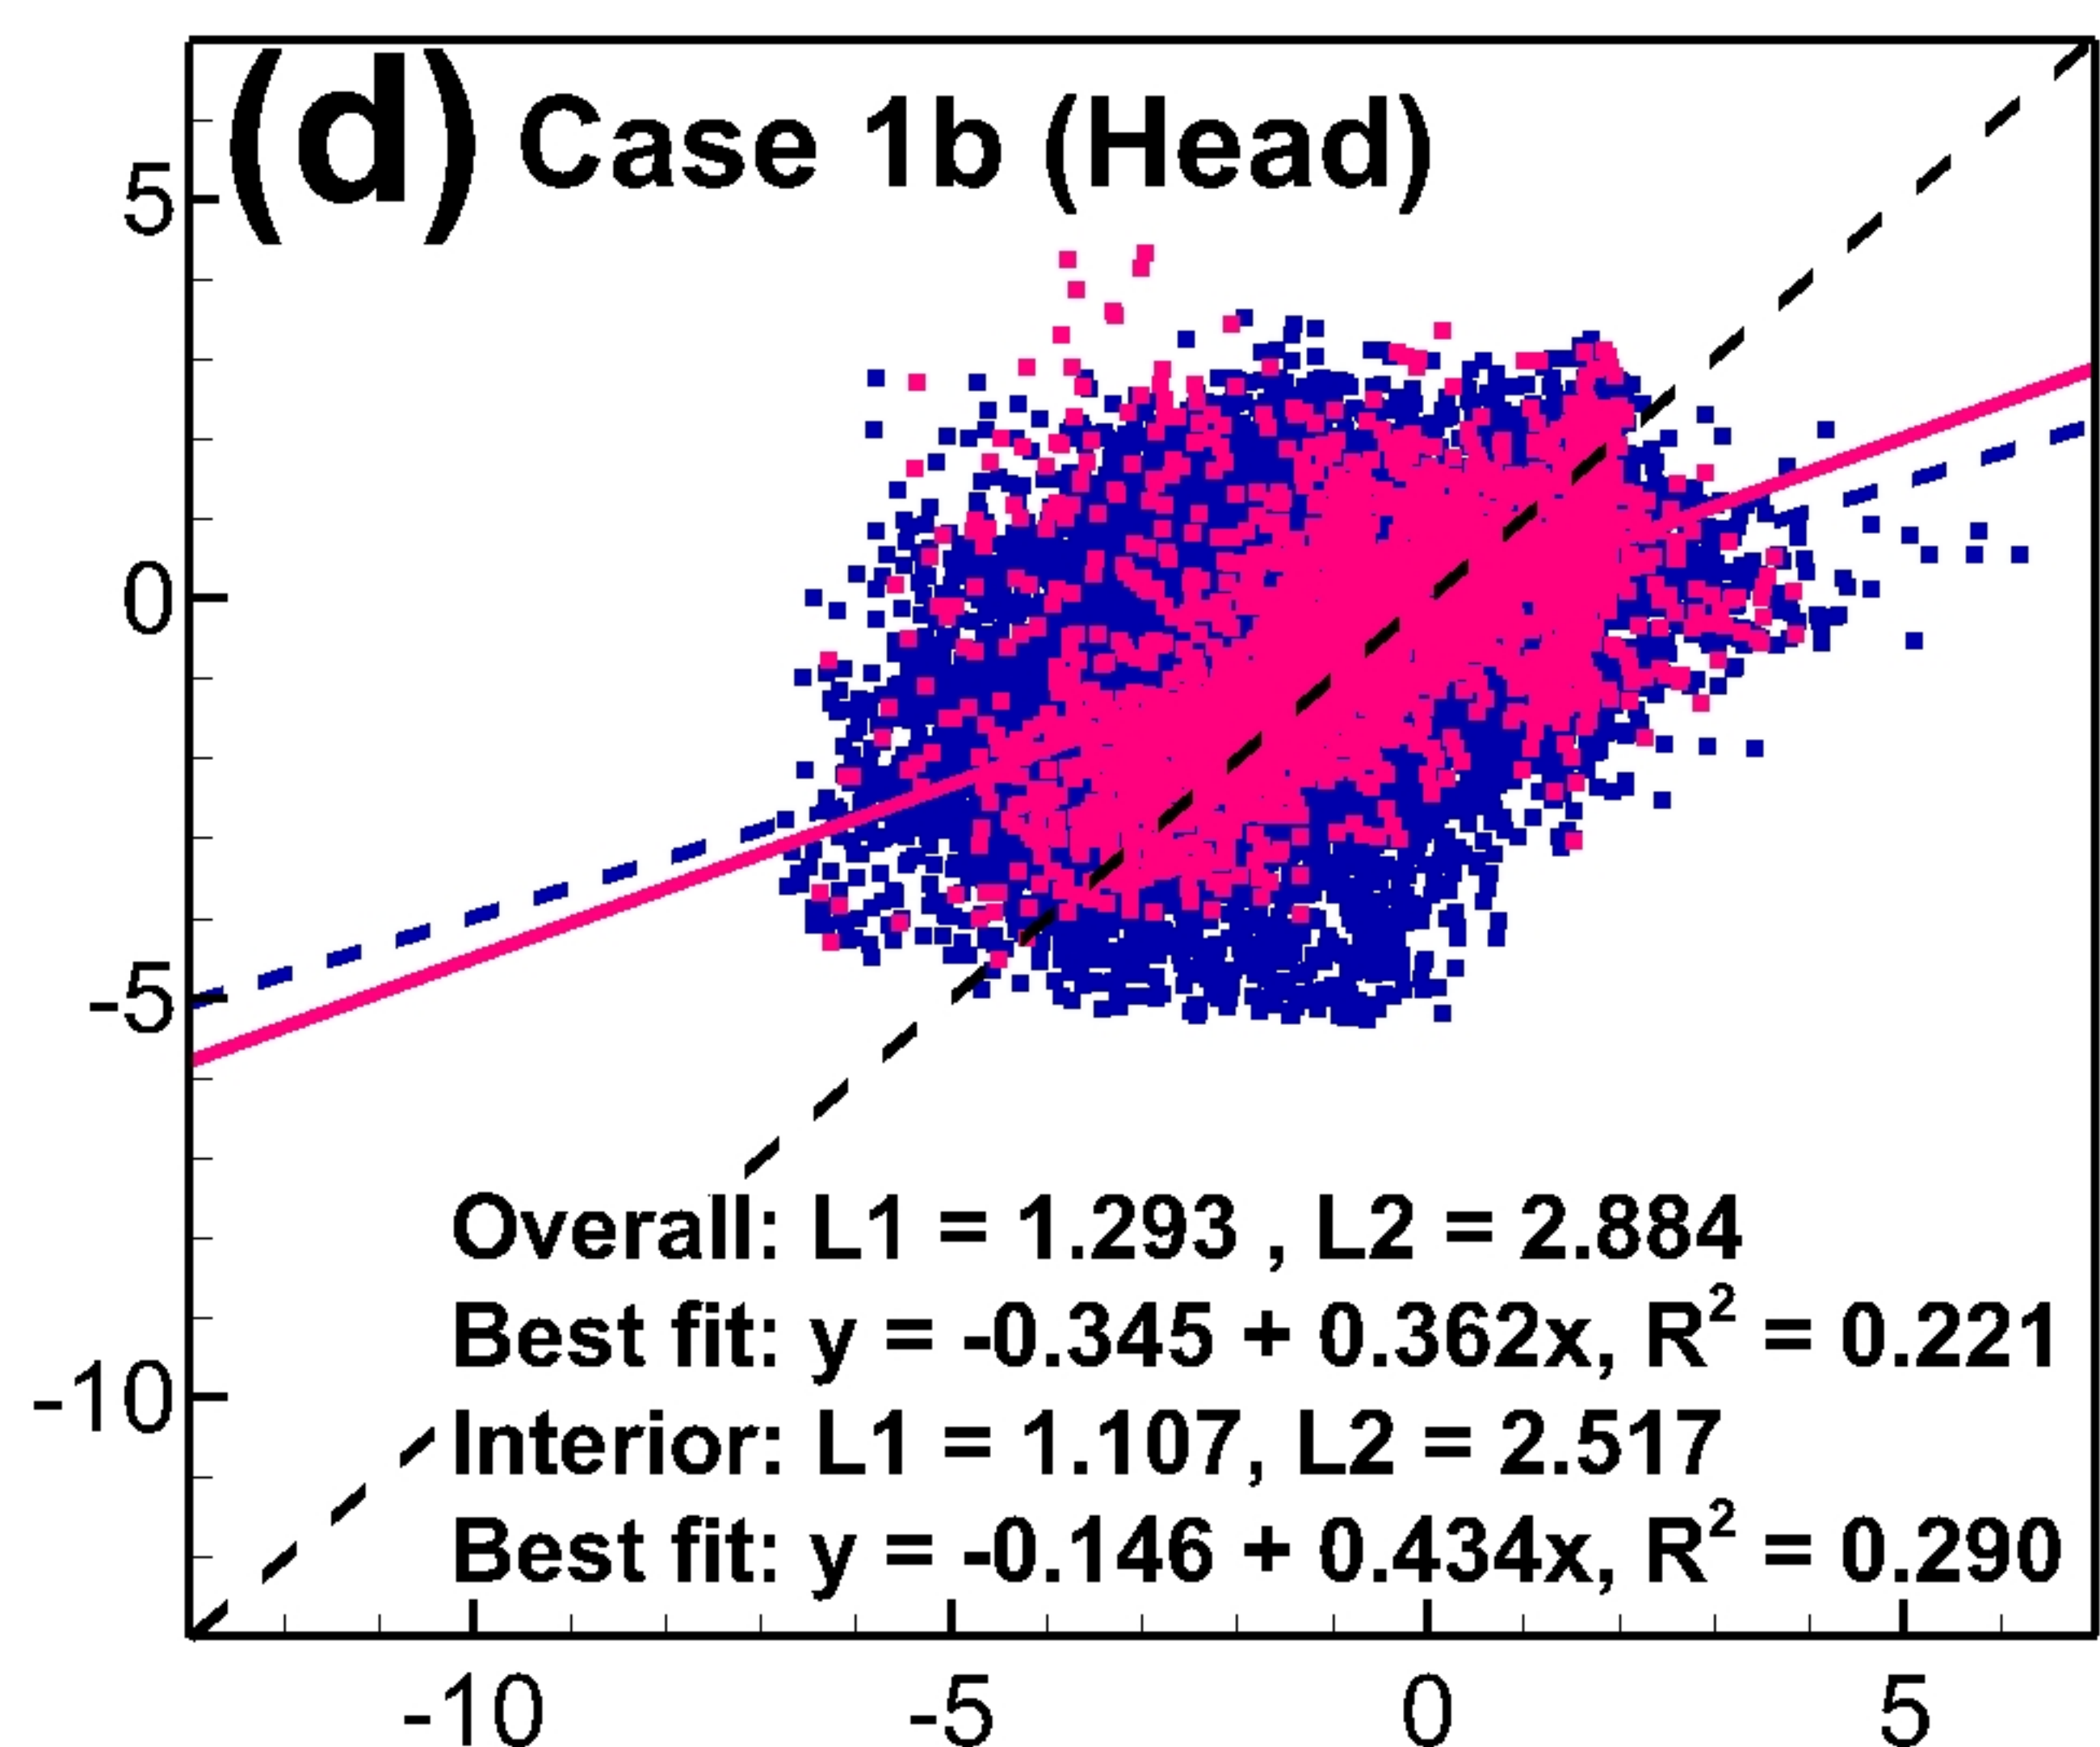 (d) Case 1b (Head)
5
0
-5
-10
Overall: L1 = 1.293 , L2 = 2.884
Best fit: y = -0.345 + 0.362x, R² = 0.221
Interior: L1 = 1.107, L2 = 2.517
Best fit: y = -0.146 + 0.434x, R² = 0.290
-10 -5 0 5